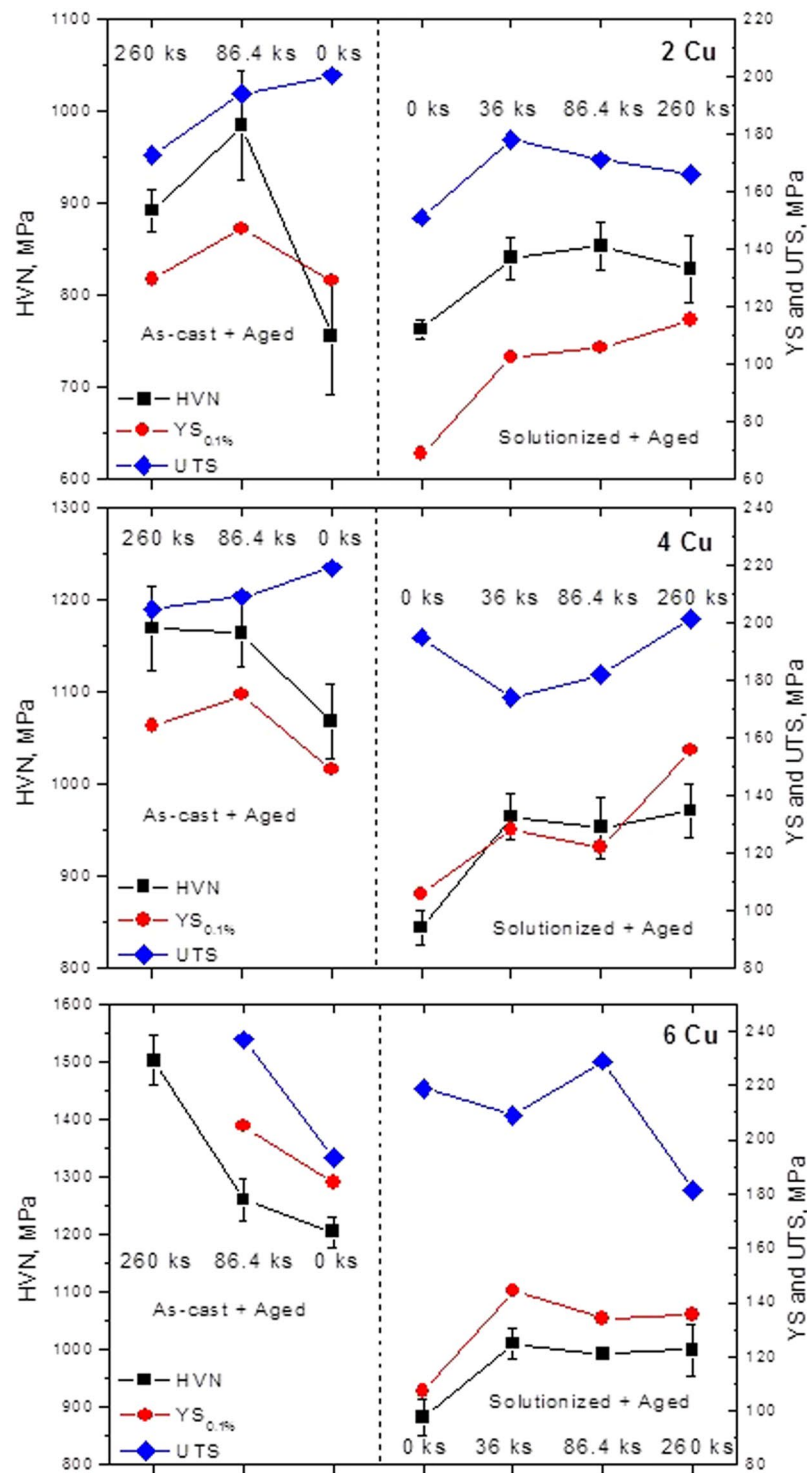 1100
1000
900
800
700
600
HVN, MPa
260 ks 86.4 ks 0 ks
As-cast + Aged
HVN
YS0.1%
UTS
2 Cu
0 ks 36 ks 86.4 ks 260 ks
Solutionized + Aged
220
200
180
160
140
120
100
80
60
YS and UTS, MPa
1300
1200
1100
1000
900
800
HVN, MPa
260 ks 86.4 ks 0 ks
As-cast + Aged
HVN
YS0.1%
UTS
4 Cu
0 ks 36 ks 86.4 ks 260 ks
Solutionized + Aged
240
220
200
180
160
140
120
100
80
YS and UTS, MPa
1600
1500
1400
1300
1200
1100
1000
900
800
HVN, MPa
260 ks 86.4 ks 0 ks
As-cast + Aged
HVN
YS0.1%
UTS
6 Cu
Solutionized + Aged
0 ks 36 ks 86.4 ks 260 ks
240
220
200
180
160
140
120
100
80
YS and UTS, MPa